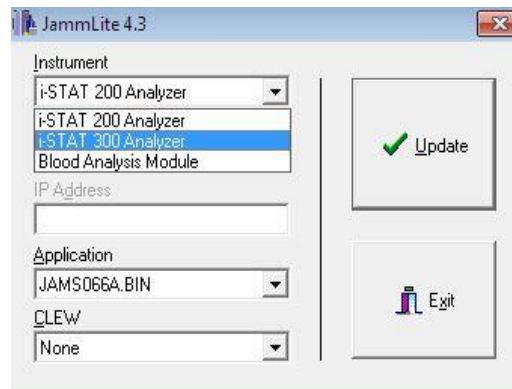 JammLite 4.3
Instrument
i-STAT 200 Analyzer
i-STAT 200 Analyzer
i-STAT 300 Analyzer
Blood Analysis Module
IP Address
Application
JAMS066A.BIN
CLEW
None
Update
Exit